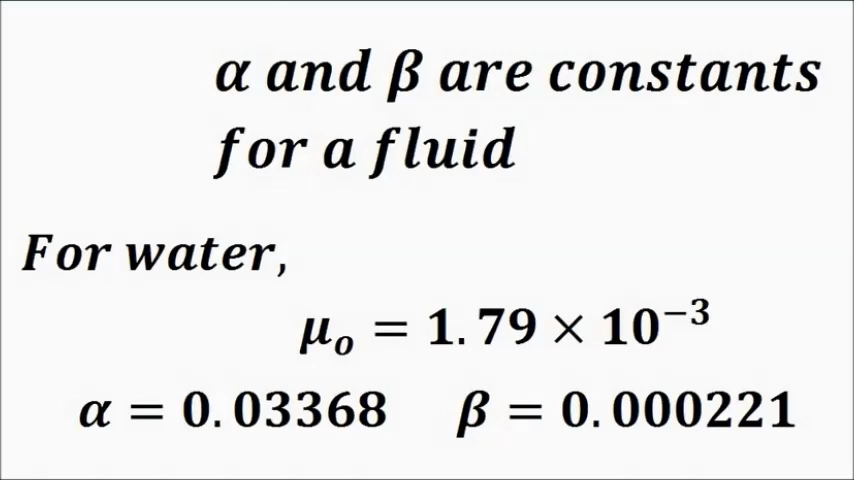 α and β are constants
for a fluid
For water,
μₒ = 1.79 × 10⁻³
α = 0.03368 β = 0.000221